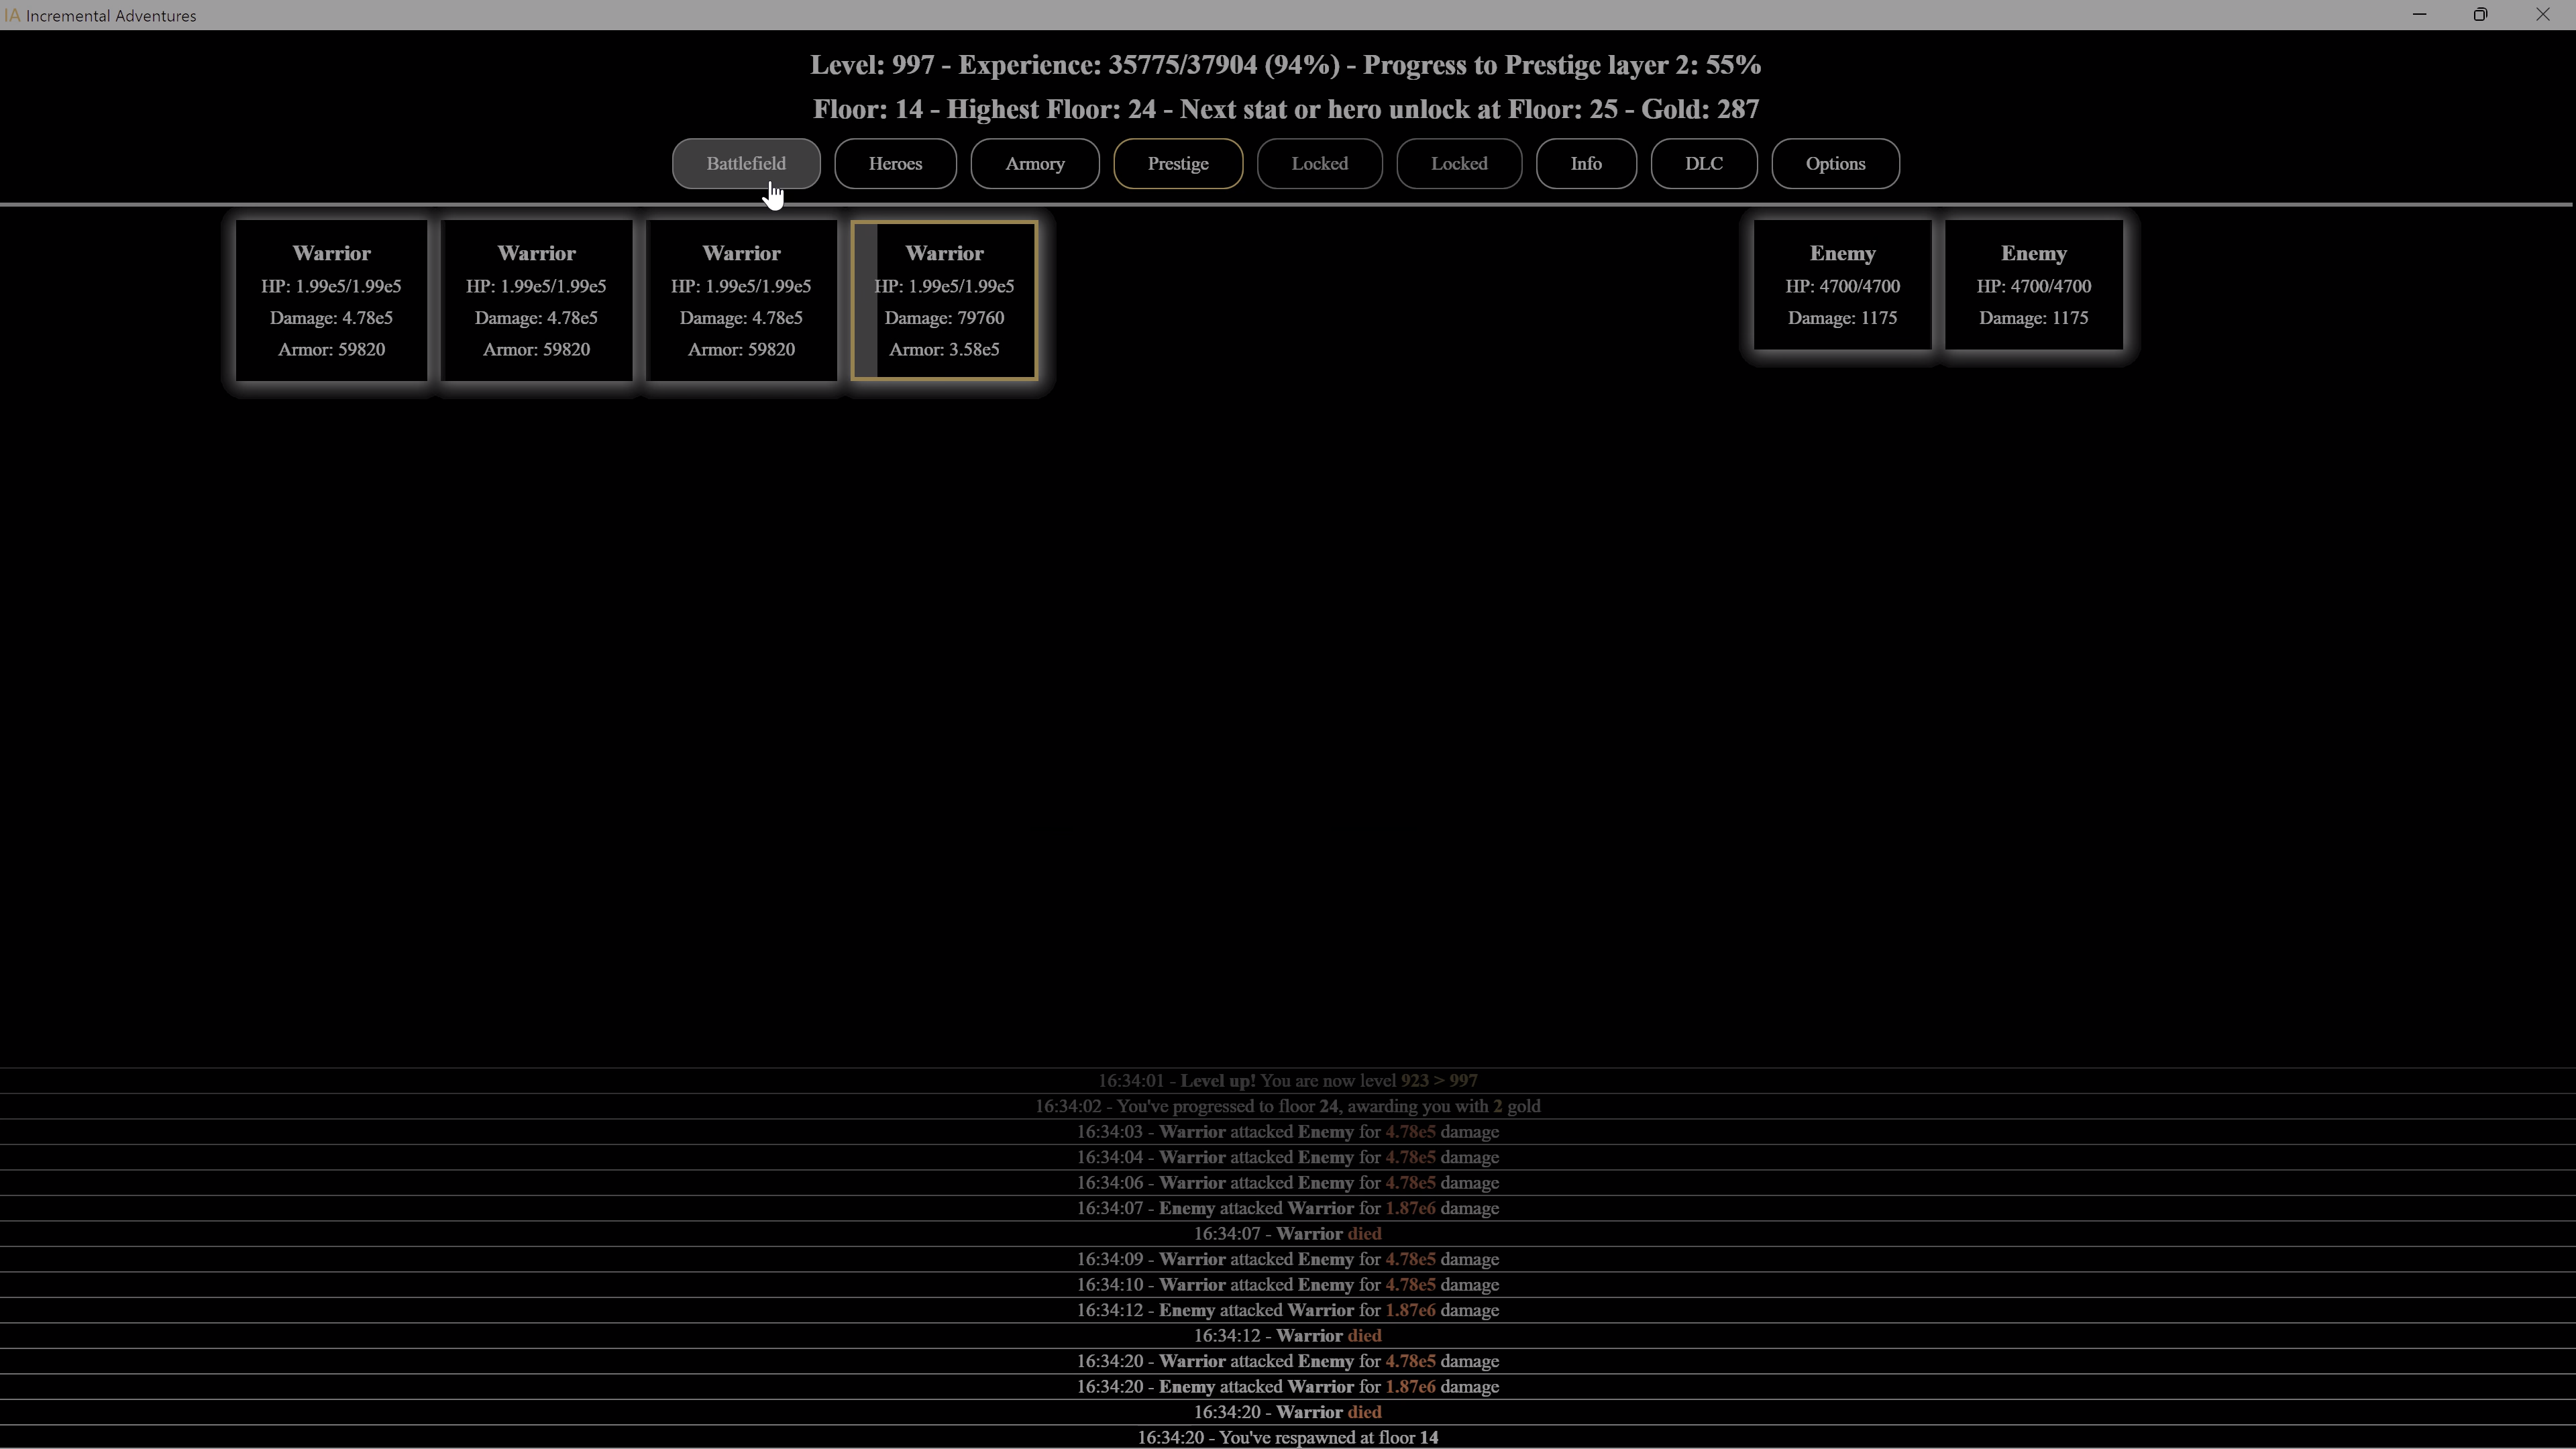 IA Incremental Adventures
Level: 997 - Experience: 35775/37904 (94%) - Progress to Prestige layer 2: 55%
Floor: 14 - Highest Floor: 24 - Next stat or hero unlock at Floor: 25 - Gold: 287
Battlefield Heroes Armory Prestige Locked Locked Info DLC Options
Warrior Warrior Warrior Warrior Enemy Enemy
HP: 1.99e5/1.99e5 HP: 1.99e5/1.99e5 HP: 1.99e5/1.99e5 HP: 1.99e5/1.99e5 HP: 4700/4700 HP: 4700/4700
Damage: 4.78e5 Damage: 4.78e5 Damage: 4.78e5 Damage: 79760 Damage: 1175 Damage: 1175
Armor: 59820 Armor: 59820 Armor: 59820 Armor: 3.58e5
16:34:01 - Level up! You are now level 923 > 997
16:34:02 - You've progressed to floor 24, awarding you with 2 gold
16:34:03 - Warrior attacked Enemy for 4.78e5 damage
16:34:04 - Warrior attacked Enemy for 4.78e5 damage
16:34:06 - Warrior attacked Enemy for 4.78e5 damage
16:34:07 - Enemy attacked Warrior for 1.87e6 damage
16:34:07 - Warrior died
16:34:09 - Warrior attacked Enemy for 4.78e5 damage
16:34:10 - Warrior attacked Enemy for 4.78e5 damage
16:34:12 - Enemy attacked Warrior for 1.87e6 damage
16:34:12 - Warrior died
16:34:20 - Warrior attacked Enemy for 4.78e5 damage
16:34:20 - Enemy attacked Warrior for 1.87e6 damage
16:34:20 - Warrior died
16:34:20 - You've respawned at floor 14